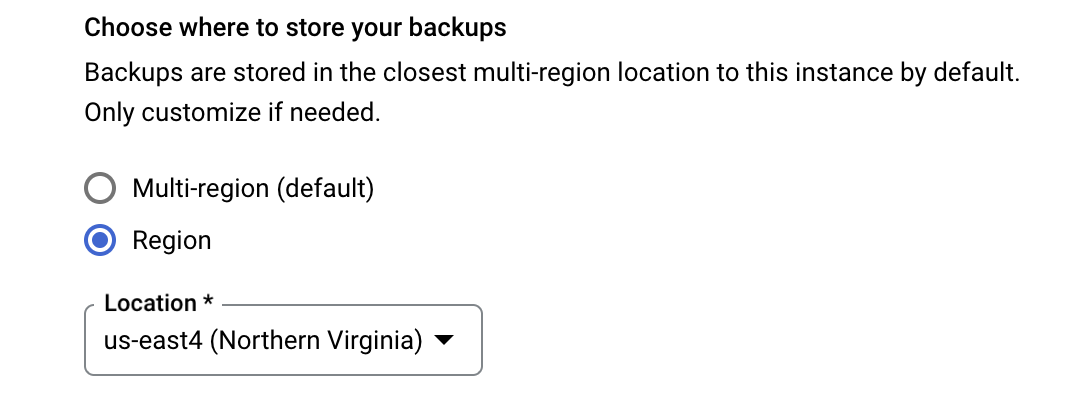 Choose where to store your backups
Backups are stored in the closest multi-region location to this instance by default.
Only customize if needed.
Multi-region (default)
Region
Location *
us-east4 (Northern Virginia)